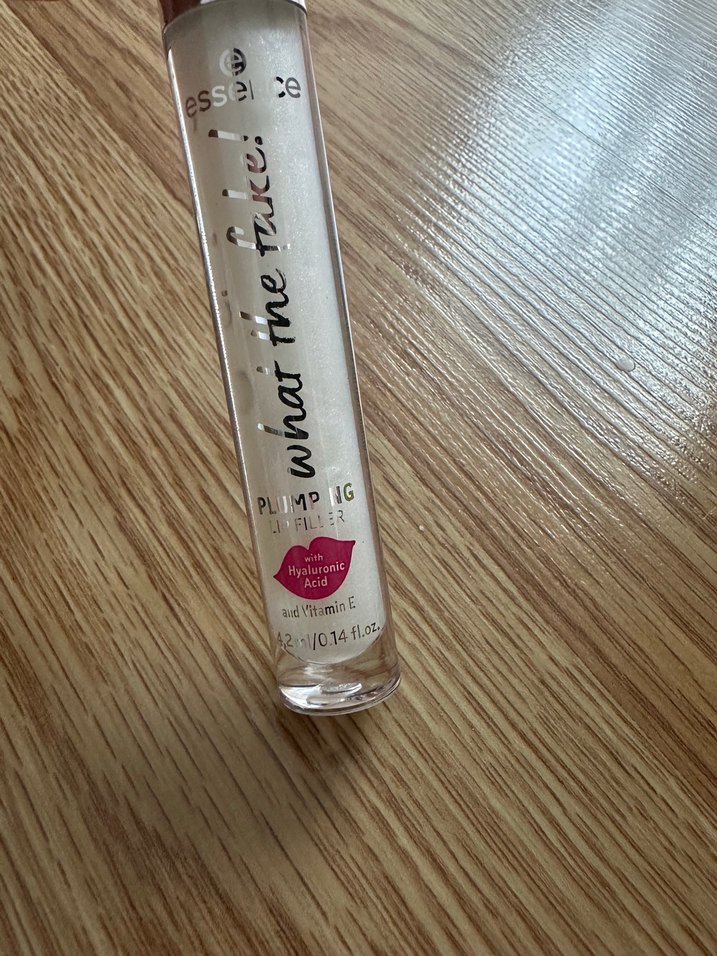 essence
what the fake!
PLUMPING
LIP FILLER
with
Hyaluronic
Acid
and Vitamin E
4,2 ml/0.14 fl.oz.